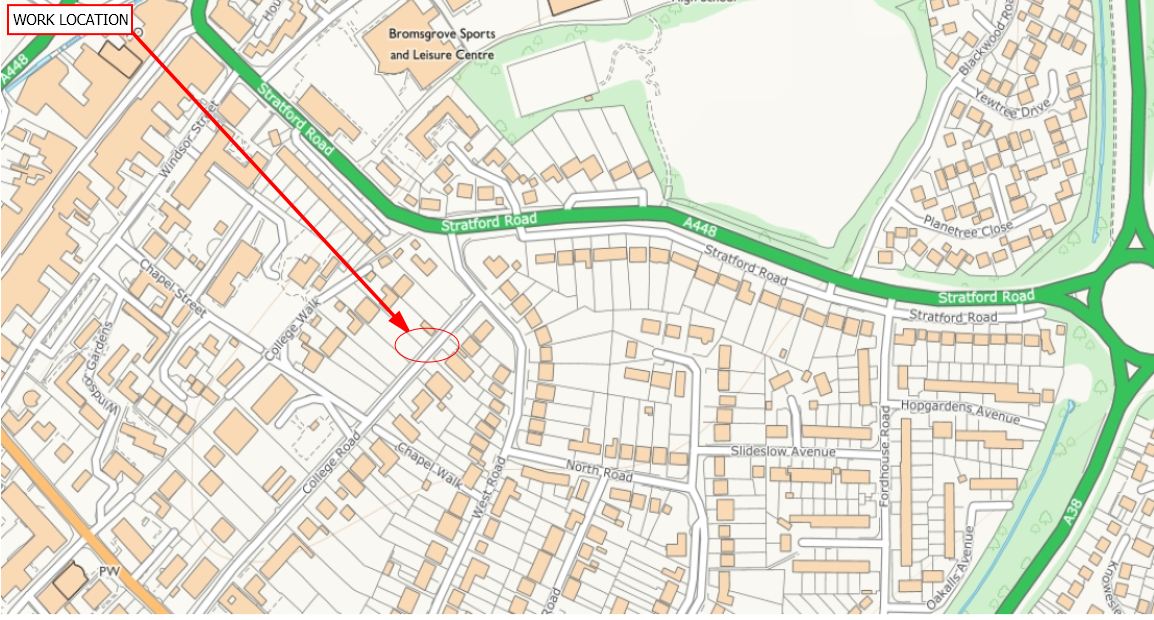 WORK LOCATION
High School
A448
Bromsgrove Sports
and Leisure Centre
Blackwood Road
Yewtree Drive
Stratford Road
Windsor Street
Stratford Road
A448
Planetree Close
Stratford Road
Stratford Road
Stratford Road
Chapel Street
College Walk
Windsor Gardens
Hopgardens Avenue
Fordhouse Road
Slideslow Avenue
College Road
Chapel Walk
West Road
North Road
A38
Oakalls Avenue
PW
Road